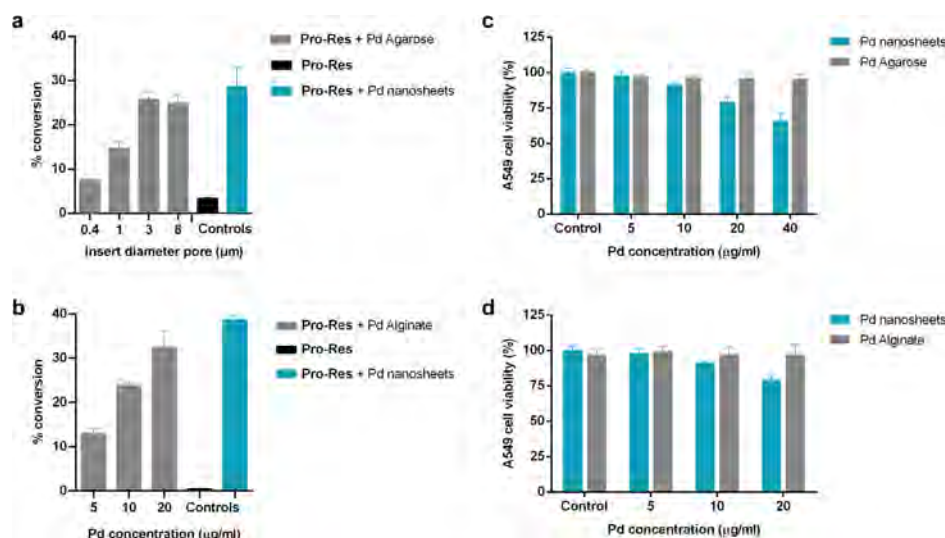 a
% conversion
40
30
20
10
0
0.4 1 3 8 Controls
insert diameter pore (µm)
Pro-Res + Pd Agarose
Pro-Res
Pro-Res + Pd nanosheets
c
A549 cell viability (%)
125
100
75
50
25
0
Control 5 10 20 40
Pd concentration (µg/ml)
Pd nanosheets
Pd Agarose
b
% conversion
40
30
20
10
0
5 10 20 Controls
Pd concentration (µg/ml)
Pro-Res + Pd Alginate
Pro-Res
Pro-Res + Pd nanosheets
d
A549 cell viability (%)
125
100
75
50
25
0
Control 5 10 20
Pd concentration (µg/ml)
Pd nanosheets
Pd Alginate